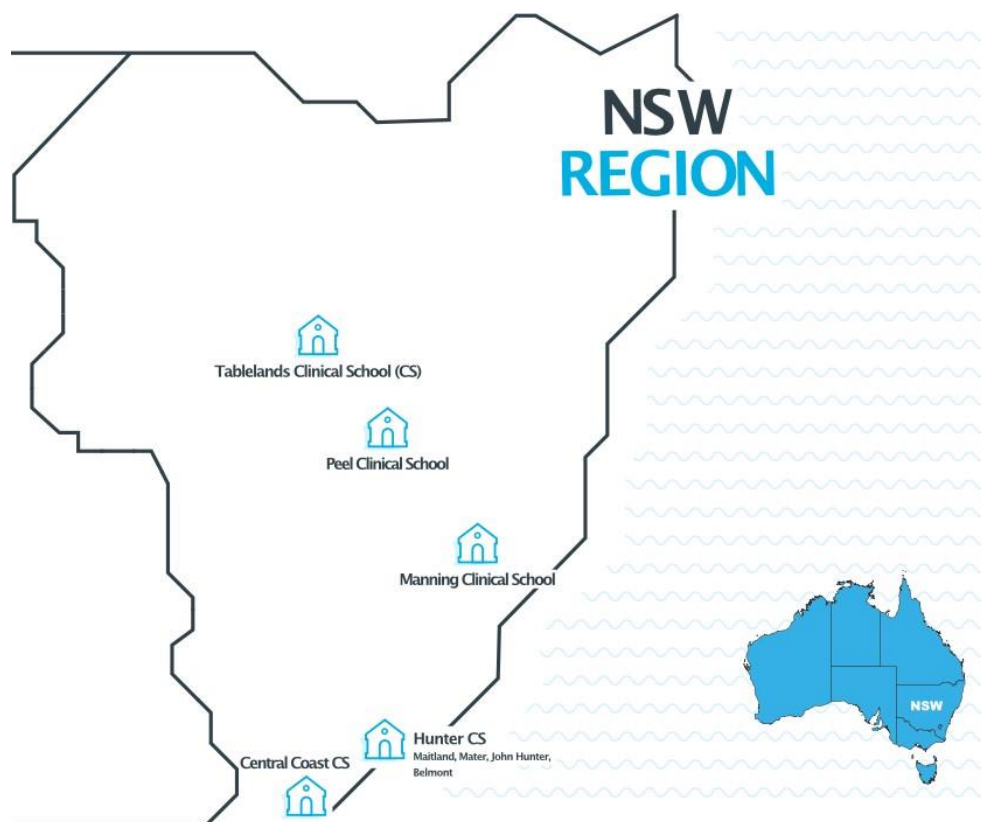 NSW
REGION
Tablelands Clinical School (CS)
Peel Clinical School
Manning Clinical School
NSW
Hunter CS
Maitland, Mater, John Hunter,
Belmont
Central Coast CS